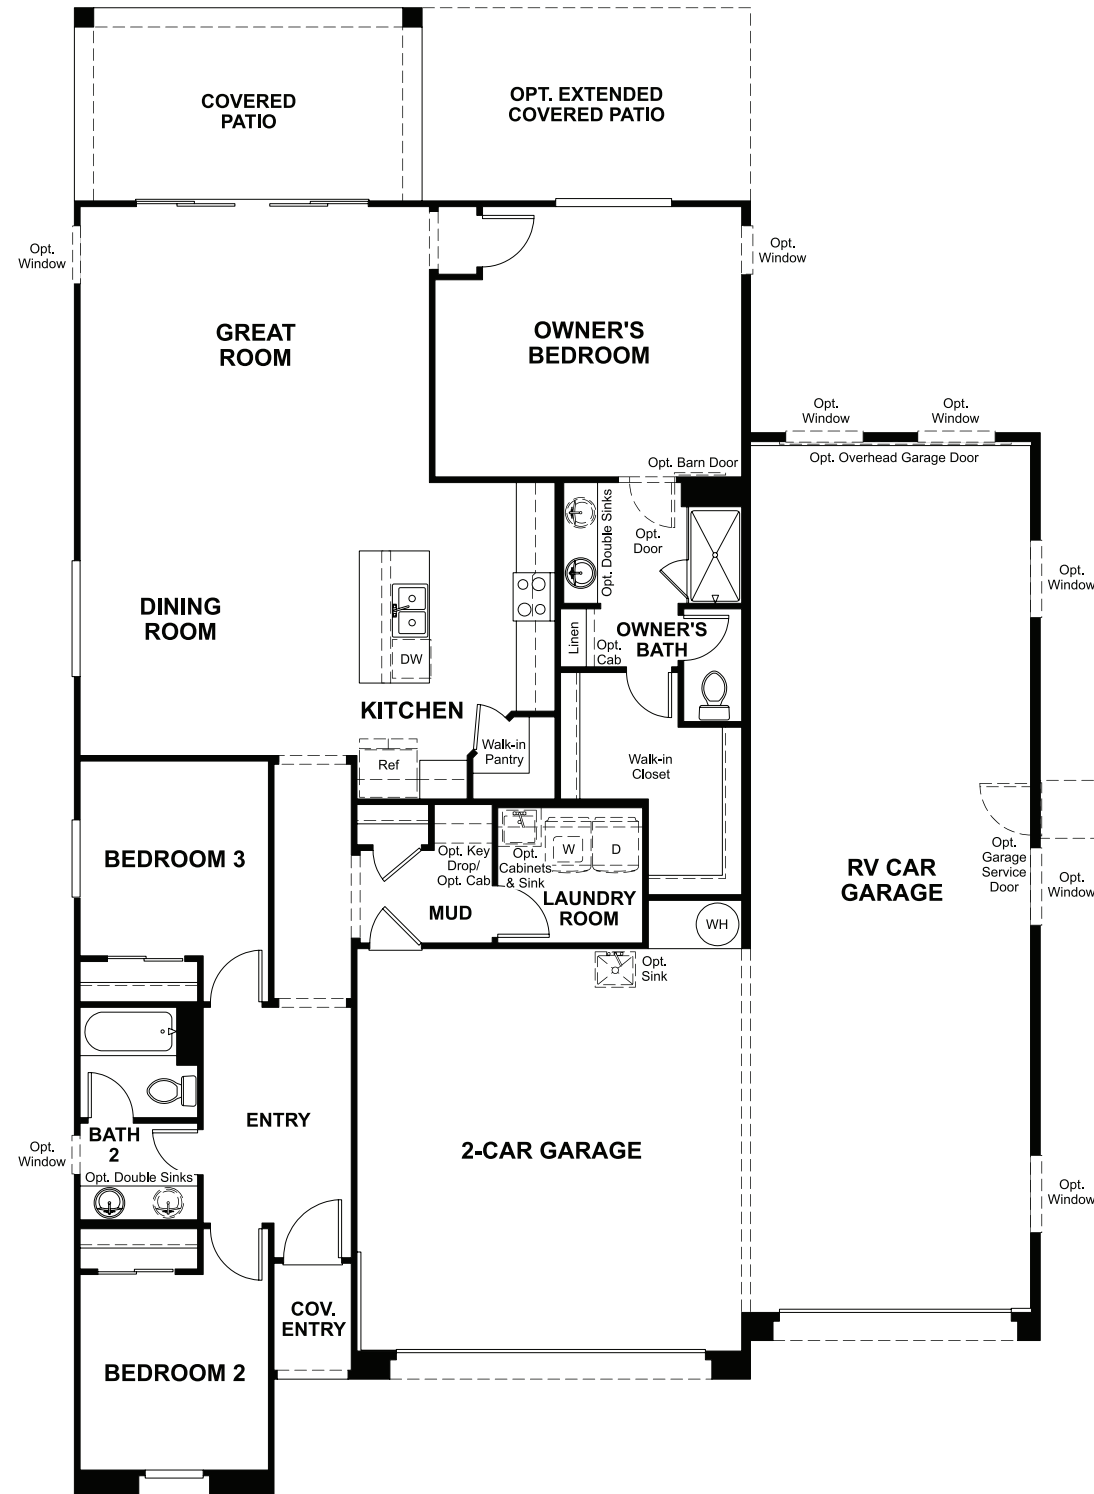 COVERED
PATIO
OPT. EXTENDED
COVERED PATIO
Opt.
Window
Opt.
Window
GREAT
ROOM
OWNER'S
BEDROOM
Opt.
Window
Opt.
Window
Opt. Barn Door
Opt. Overhead Garage Door
Opt. Double Sinks
Opt.
Door
Opt.
Window
DINING
ROOM
DW
Linen
Opt.
Cab
OWNER'S
BATH
KITCHEN
Ref
Walk-in
Pantry
Walk-in
Closet
BEDROOM 3
Opt. Key
Drop/
Opt. Cab
Opt.
Cabinets
& Sink
W
D
MUD
LAUNDRY
ROOM
WH
RV CAR
GARAGE
Opt.
Garage
Service
Door
Opt.
Window
Opt.
Sink
ENTRY
2-CAR GARAGE
Opt.
Window
BATH
2
Opt. Double Sinks
Opt.
Window
COV.
ENTRY
BEDROOM 2